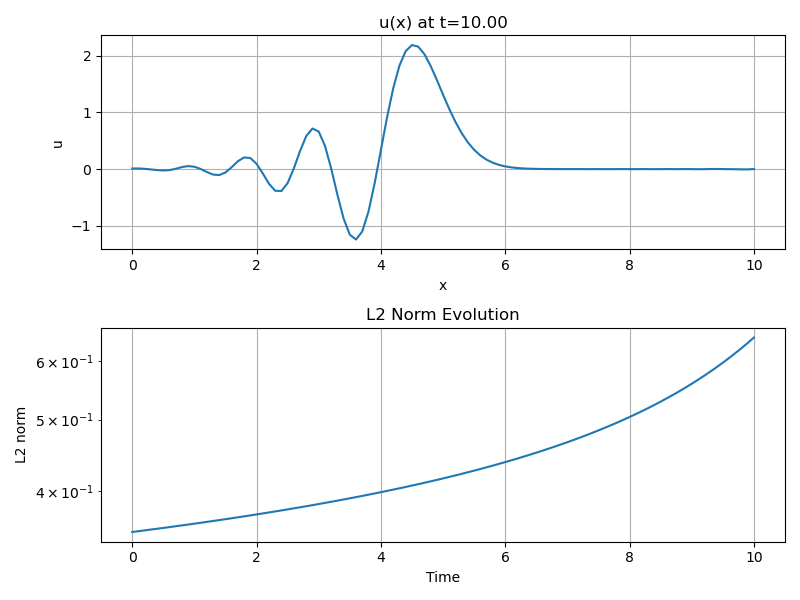 u(x) at t=10.00
2
1
0
−1
u
0 2 4 6 8 10
x
L2 Norm Evolution
6 × 10⁻¹
5 × 10⁻¹
4 × 10⁻¹
L2 norm
0 2 4 6 8 10
Time